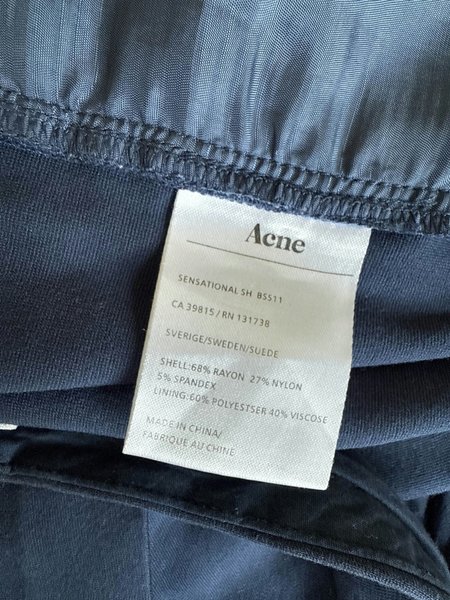 Acne
SENSATIONAL SH BS511
CA 39815/RN 131738
SVERIGE/SWEDEN/SUEDE
SHELL:68% RAYON 27% NYLON
5% SPANDEX
LINING:60% POLYESTSER 40% VISCOSE
MADE IN CHINA/
FABRIQUE AU CHINE